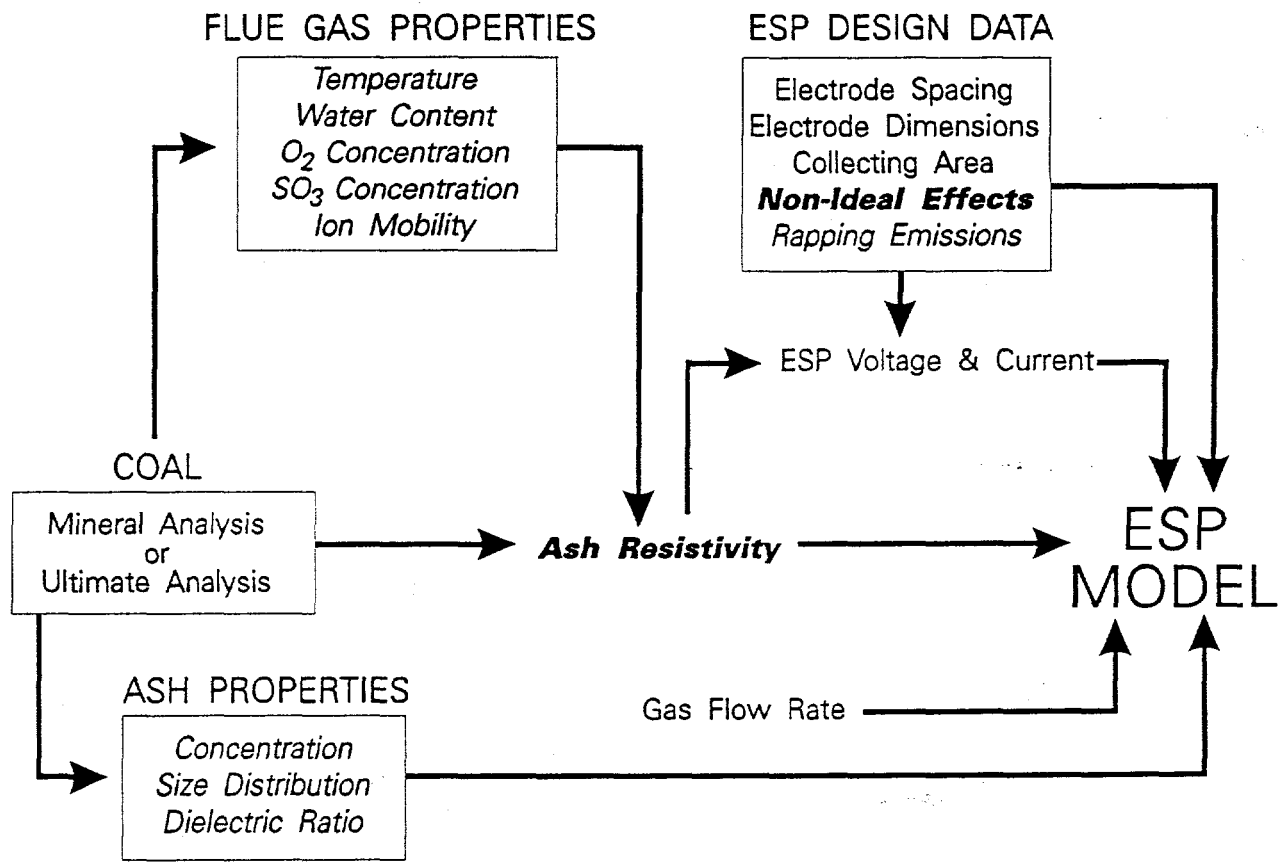 FLUE GAS PROPERTIES
Temperature
Water Content
O2 Concentration
SO3 Concentration
Ion Mobility
ESP DESIGN DATA
Electrode Spacing
Electrode Dimensions
Collecting Area
Non-Ideal Effects
Rapping Emissions
ESP Voltage & Current
COAL
Mineral Analysis
or
Ultimate Analysis
Ash Resistivity
ESP
MODEL
ASH PROPERTIES
Concentration
Size Distribution
Dielectric Ratio
Gas Flow Rate